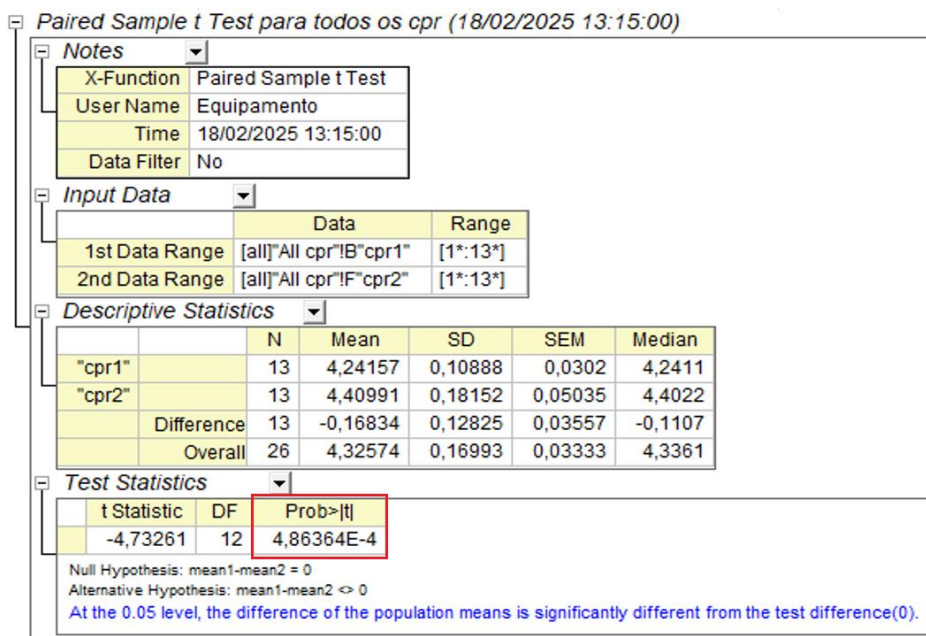 Paired Sample t Test para todos os cpr (18/02/2025 13:15:00)
Notes
X-Function Paired Sample t Test
User Name Equipamento
Time 18/02/2025 13:15:00
Data Filter No
Input Data
Data Range
1st Data Range [all]"All cpr"!B"cpr1" [1*:13*]
2nd Data Range [all]"All cpr"!F"cpr2" [1*:13*]
Descriptive Statistics
N Mean SD SEM Median
"cpr1" 13 4,24157 0,10888 0,0302 4,2411
"cpr2" 13 4,40991 0,18152 0,05035 4,4022
Difference 13 -0,16834 0,12825 0,03557 -0,1107
Overall 26 4,32574 0,16993 0,03333 4,3361
Test Statistics
t Statistic DF Prob>|t|
-4,73261 12 4,86364E-4
Null Hypothesis: mean1-mean2 = 0
Alternative Hypothesis: mean1-mean2 <> 0
At the 0.05 level, the difference of the population means is significantly different from the test difference(0).